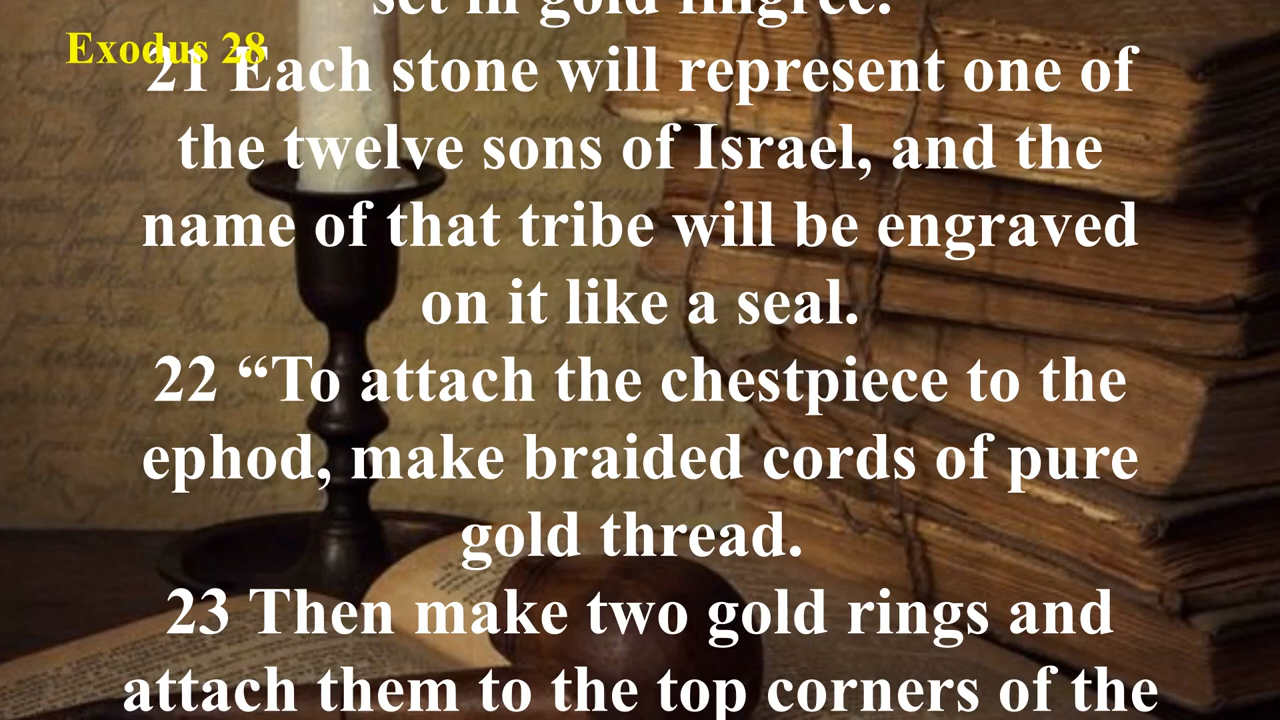 set in gold filigree.
Exodus 28
21 Each stone will represent one of
the twelve sons of Israel, and the
name of that tribe will be engraved
on it like a seal.
22 “To attach the chestpiece to the
ephod, make braided cords of pure
gold thread.
23 Then make two gold rings and
attach them to the top corners of the